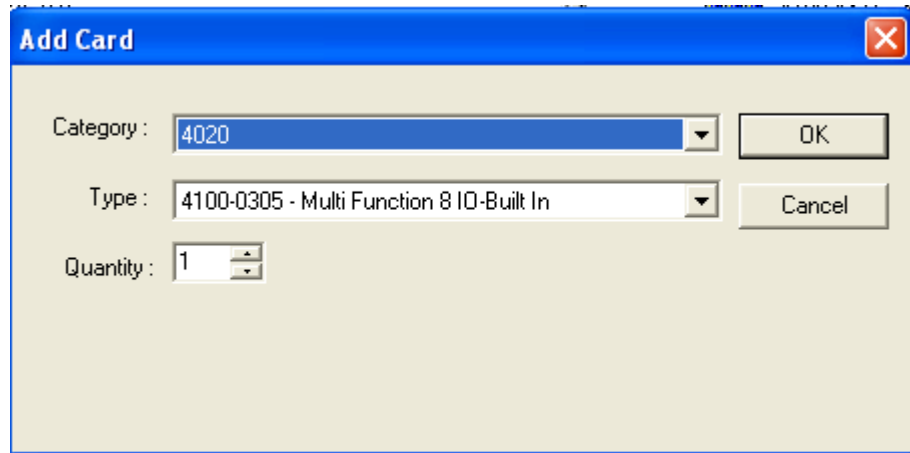 Add Card
Category : 4020 OK
Type : 4100-0305 - Multi Function 8 IO-Built In Cancel
Quantity : 1